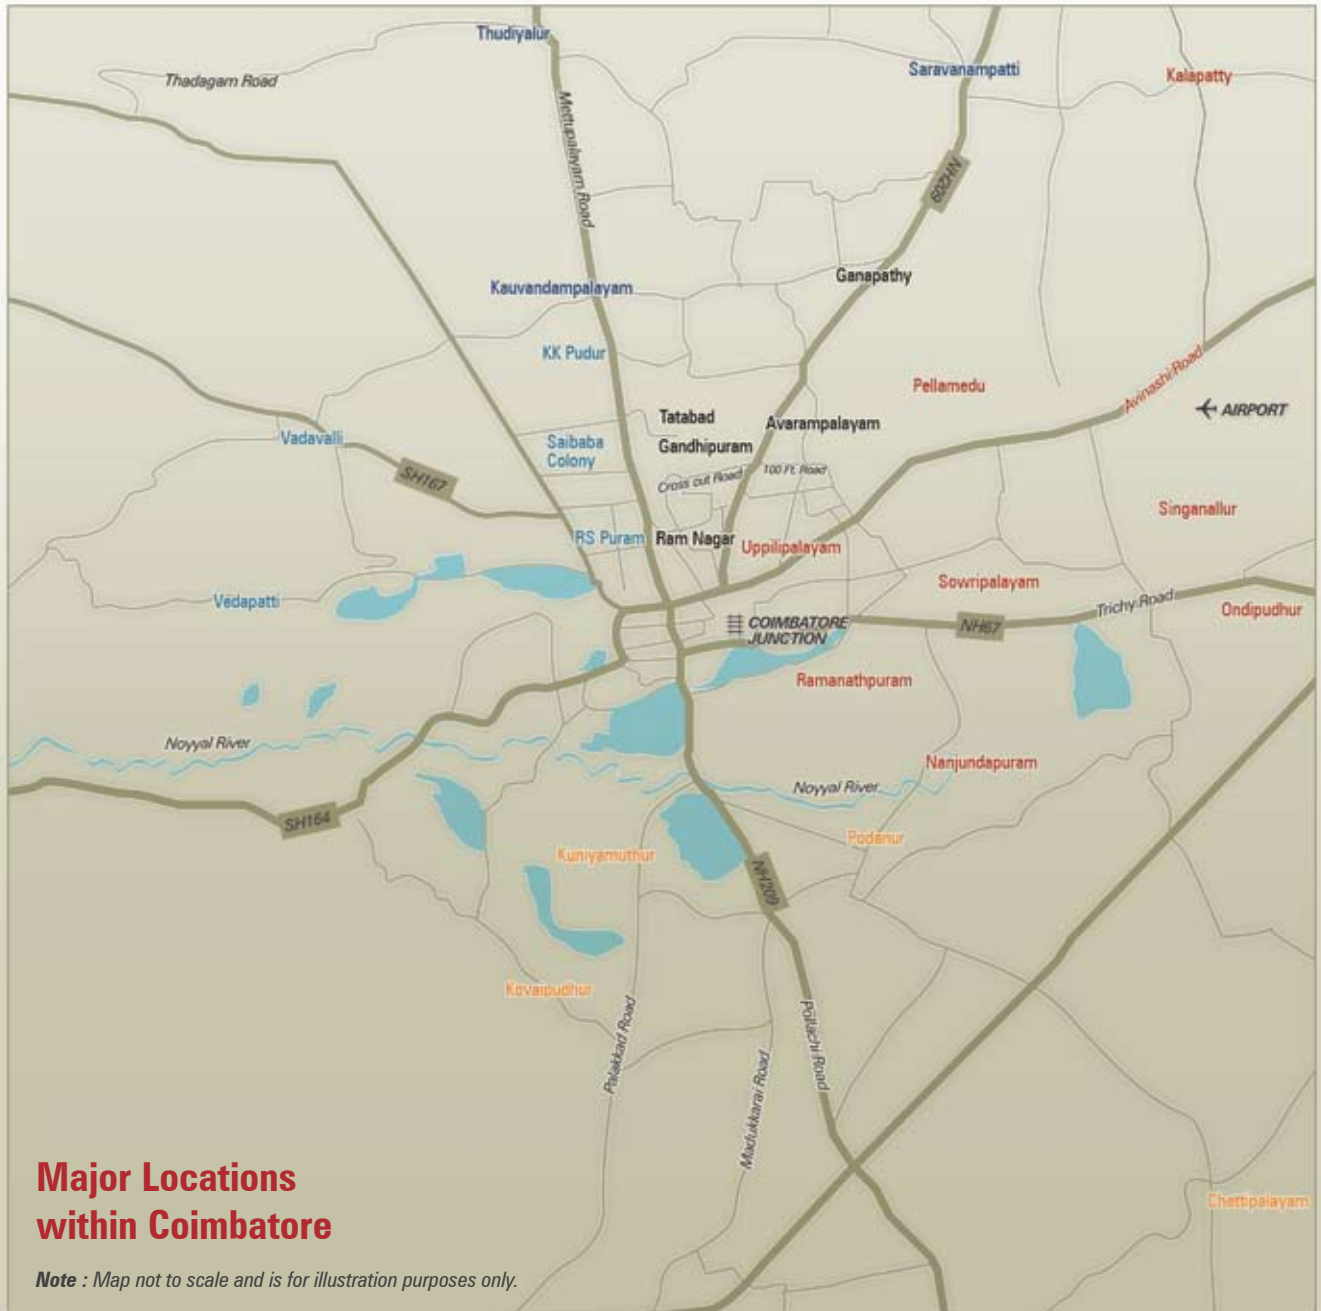 Thudiyalur
Saravanampatti
Kalapatty
Thadagam Road
Mettupalayam Road
NH209
Ganapathy
Kauvandampalayam
KK Pudur
Avinashi Road
Pellamedu
AIRPORT
Tatabad
Avarampalayam
Vadavalli
Saibaba
Colony
Gandhipuram
SH167
Cross cut Road
100 Ft. Road
Singanallur
RS Puram
Ram Nagar
Uppilipalayam
Sowripalayam
Vedapatti
Trichy Road
Ondipudhur
COIMBATORE
JUNCTION
NH67
Ramanathpuram
Noyyal River
Nanjundapuram
Noyyal River
SH164
Podanur
Kuniyamuthur
NH209
Kovaipudhur
Palakkad Road
Pollachi Road
Madukkarai Road
Major Locations
within Coimbatore
Chettipalayam
Note : Map not to scale and is for illustration purposes only.